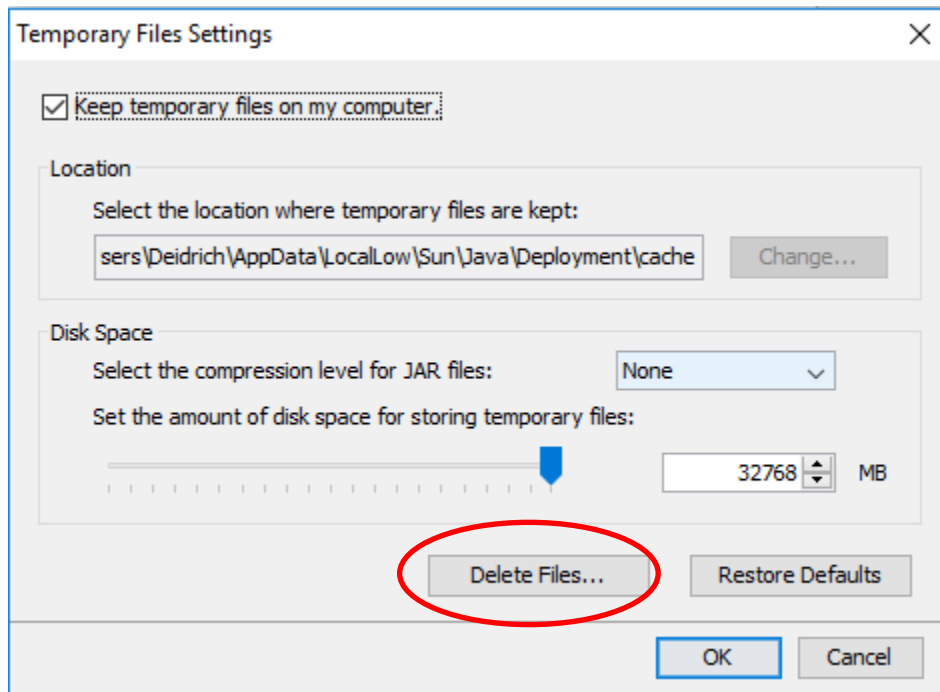 Temporary Files Settings
Keep temporary files on my computer.
Location
Select the location where temporary files are kept:
sers\Deidrich\AppData\LocalLow\Sun\Java\Deployment\cache
Change...
Disk Space
Select the compression level for JAR files:
None
Set the amount of disk space for storing temporary files:
32768
MB
Delete Files...
Restore Defaults
OK
Cancel